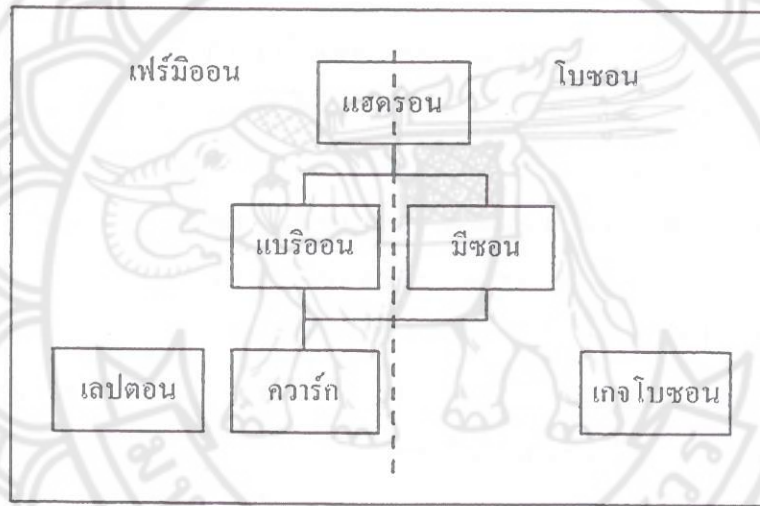 เฟร์มิออน
โบซอน
แฮดรอน
แบริออน
มีซอน
เลปตอน
ควาร์ก
เกจโบซอน